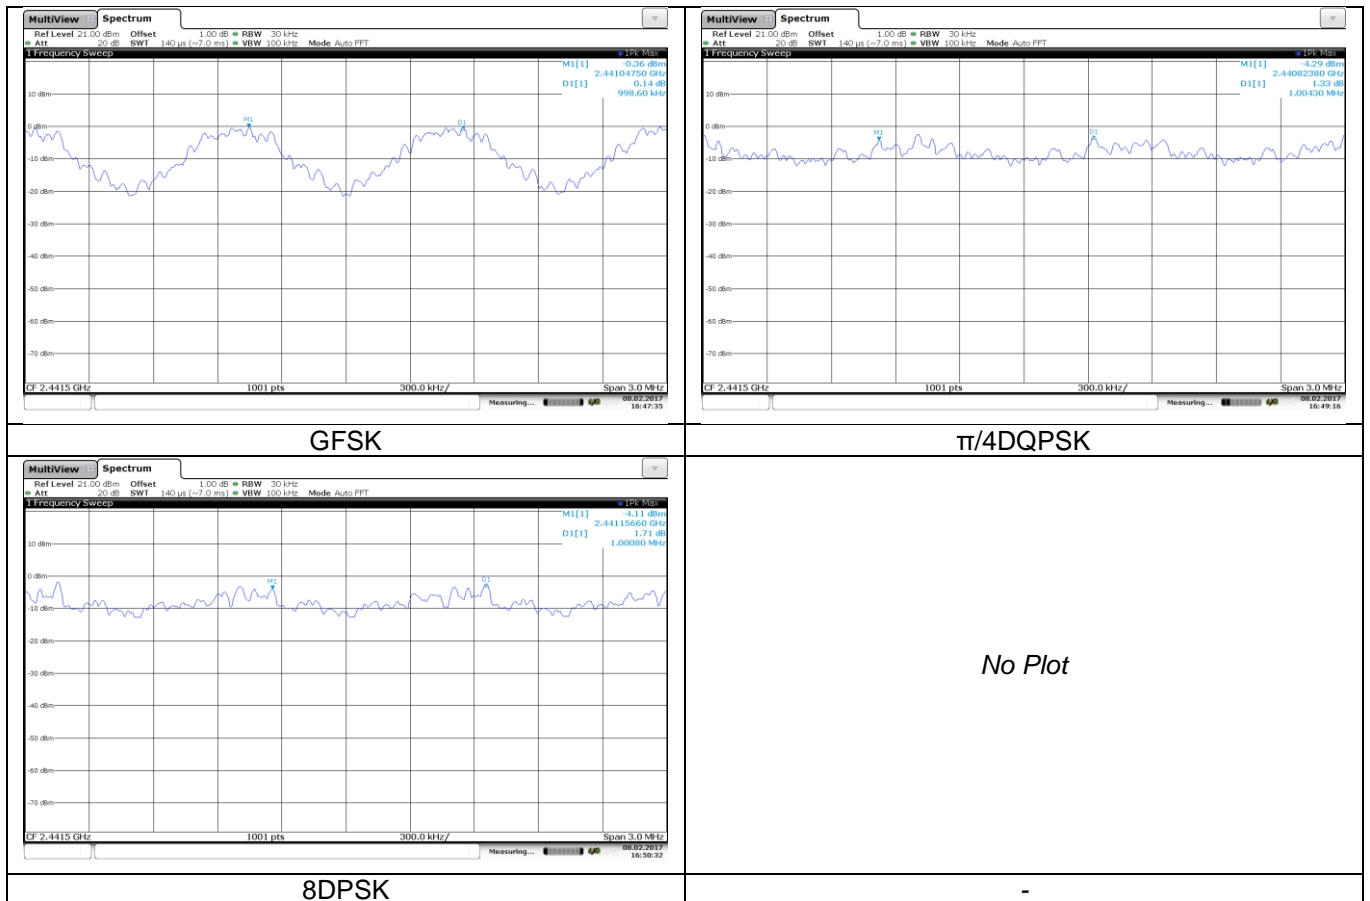 MultiView Spectrum
Ref Level 21.00 dBm Offset 1.00 dB RBW 30 kHz
Att 20 dB SWT 140 µs (~7.0 ms) VBW 100 kHz Mode Auto FFT
1 Frequency Sweep 1Pk Max
M1[1] -0.36 dBm
2.44104750 GHz
D1[1] 0.14 dB
998.60 kHz
10 dBm
M1
D1
0 dBm
-10 dBm
-20 dBm
-30 dBm
-40 dBm
-50 dBm
-60 dBm
-70 dBm
CF 2.4415 GHz 1001 pts 300.0 kHz/ Span 3.0 MHz
Measuring... 08.02.2017
16:47:35
GFSK
MultiView Spectrum
Ref Level 21.00 dBm Offset 1.00 dB RBW 30 kHz
Att 20 dB SWT 140 µs (~7.0 ms) VBW 100 kHz Mode Auto FFT
1 Frequency Sweep 1Pk Max
M1[1] -4.29 dBm
2.44082380 GHz
D1[1] 1.33 dB
1.00430 MHz
10 dBm
0 dBm
M1
D1
-10 dBm
-20 dBm
-30 dBm
-40 dBm
-50 dBm
-60 dBm
-70 dBm
CF 2.4415 GHz 1001 pts 300.0 kHz/ Span 3.0 MHz
Measuring... 08.02.2017
16:49:16
π/4DQPSK
MultiView Spectrum
Ref Level 21.00 dBm Offset 1.00 dB RBW 30 kHz
Att 20 dB SWT 140 µs (~7.0 ms) VBW 100 kHz Mode Auto FFT
1 Frequency Sweep 1Pk Max
M1[1] -4.11 dBm
2.44115660 GHz
D1[1] 1.71 dB
1.00080 MHz
10 dBm
0 dBm
M1
D1
-10 dBm
-20 dBm
-30 dBm
-40 dBm
-50 dBm
-60 dBm
-70 dBm
CF 2.4415 GHz 1001 pts 300.0 kHz/ Span 3.0 MHz
Measuring... 08.02.2017
16:50:32
8DPSK
No Plot
-